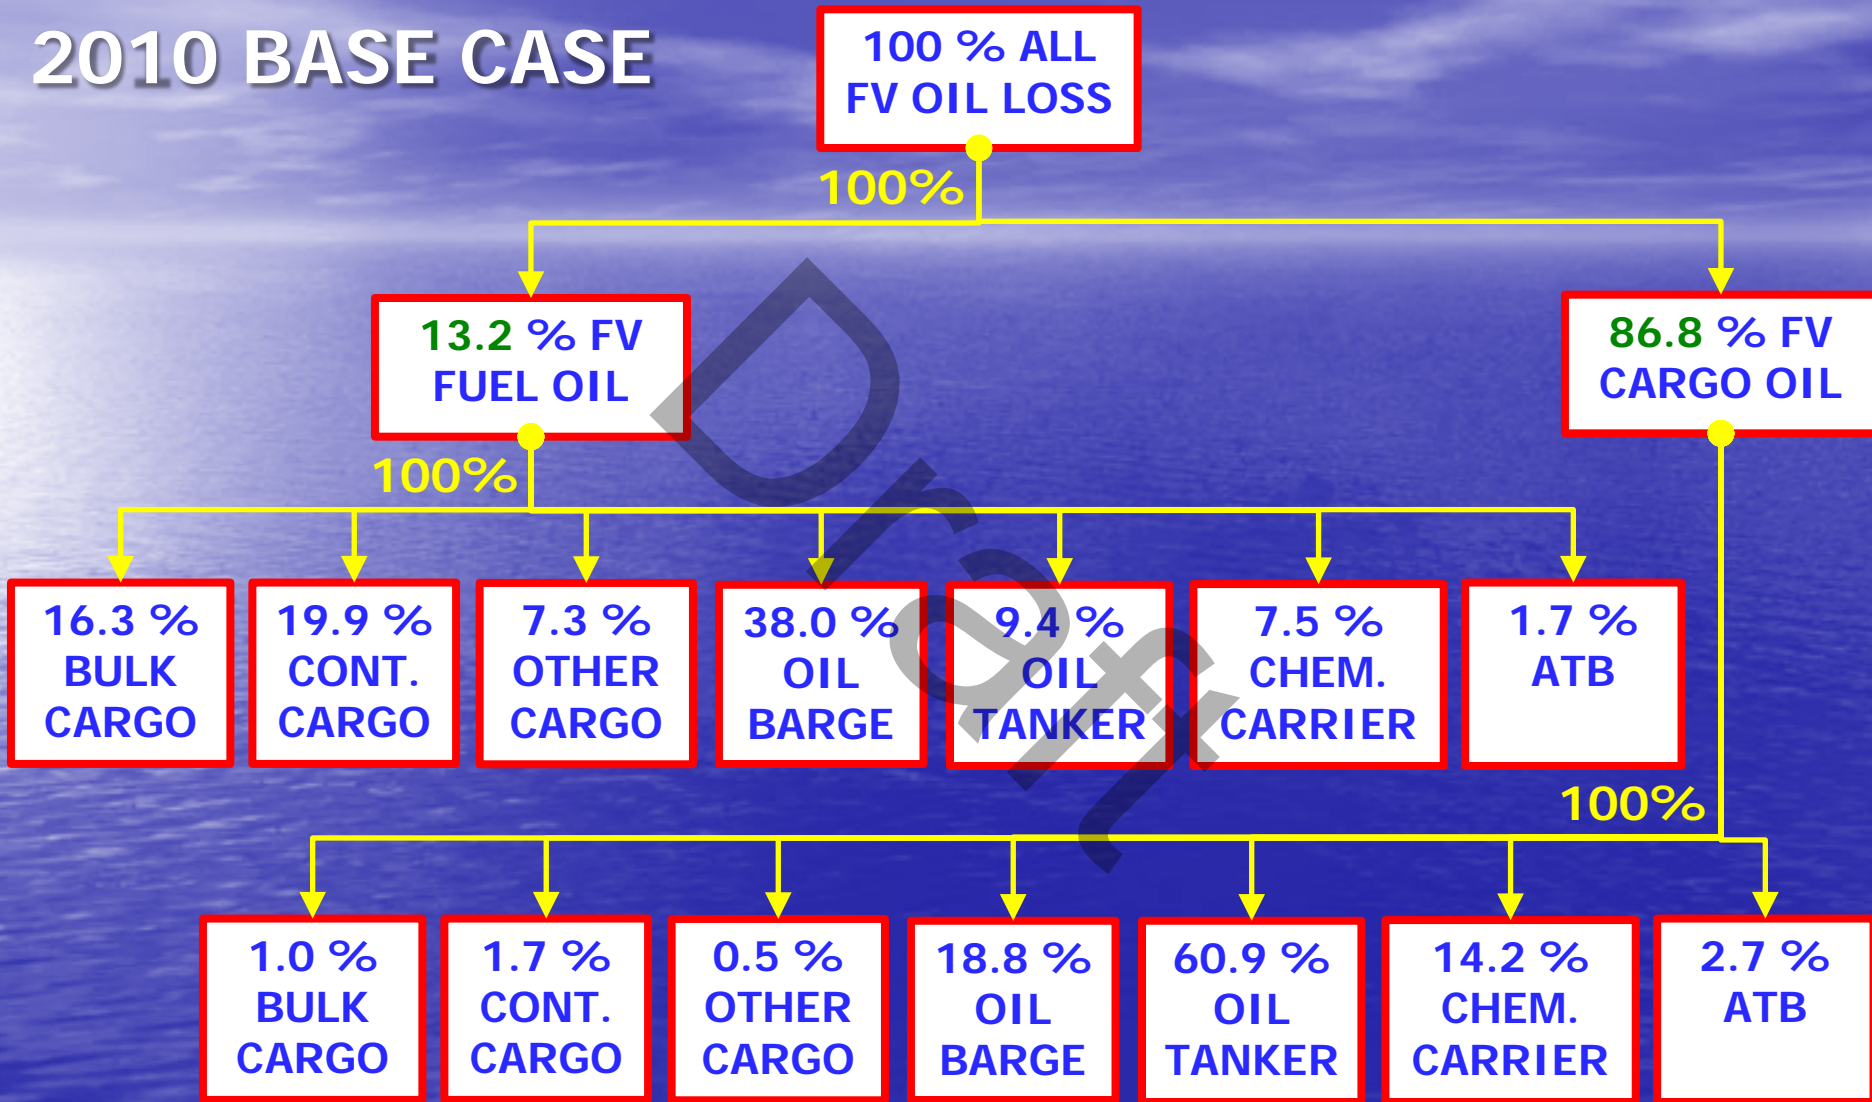 2010 BASE CASE
100 % ALL
FV OIL LOSS
100%
13.2 % FV
FUEL OIL
86.8 % FV
CARGO OIL
100%
16.3 %
BULK
CARGO
19.9 %
CONT.
CARGO
7.3 %
OTHER
CARGO
38.0 %
OIL
BARGE
9.4 %
OIL
TANKER
7.5 %
CHEM.
CARRIER
1.7 %
ATB
100%
1.0 %
BULK
CARGO
1.7 %
CONT.
CARGO
0.5 %
OTHER
CARGO
18.8 %
OIL
BARGE
60.9 %
OIL
TANKER
14.2 %
CHEM.
CARRIER
2.7 %
ATB
Draft